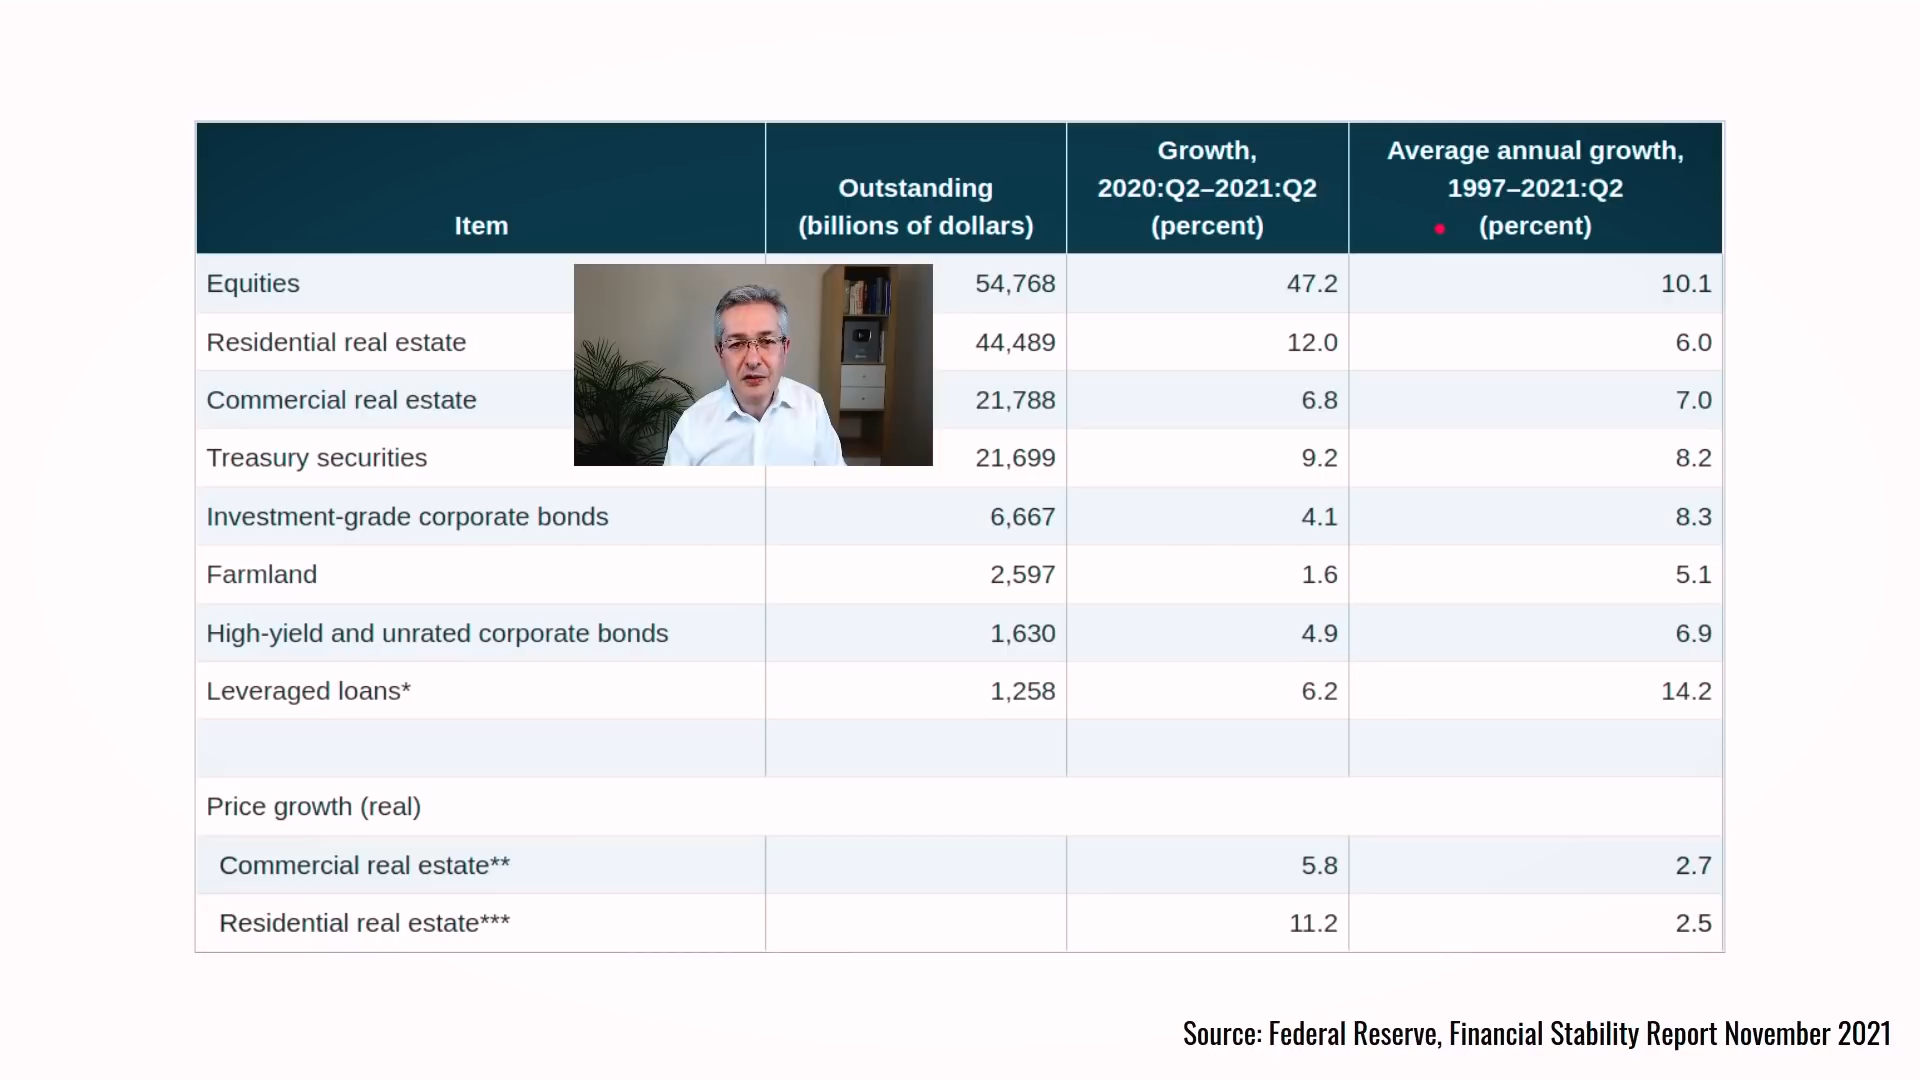 Item
Outstanding
(billions of dollars)
Growth,
2020:Q2–2021:Q2
(percent)
Average annual growth,
1997–2021:Q2
(percent)
Equities 54,768 47.2 10.1
Residential real estate 44,489 12.0 6.0
Commercial real estate 21,788 6.8 7.0
Treasury securities 21,699 9.2 8.2
Investment-grade corporate bonds 6,667 4.1 8.3
Farmland 2,597 1.6 5.1
High-yield and unrated corporate bonds 1,630 4.9 6.9
Leveraged loans* 1,258 6.2 14.2
Price growth (real)
Commercial real estate** 5.8 2.7
Residential real estate*** 11.2 2.5
Source: Federal Reserve, Financial Stability Report November 2021